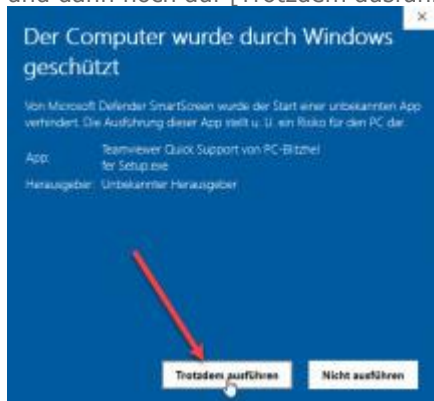 und dann noch auf [Trotzdem ausführ
Der Computer wurde durch Windows
geschützt
Von Microsoft Defender SmartScreen wurde der Start einer unbekannten App
verhindert. Die Ausführung dieser App stellt u. U. ein Risiko für den PC dar.
App: Teamviewer Quick Support von PC-Blitzhel
fer Setup.exe
Herausgeber: Unbekannter Herausgeber
Trotzdem ausführen Nicht ausführen